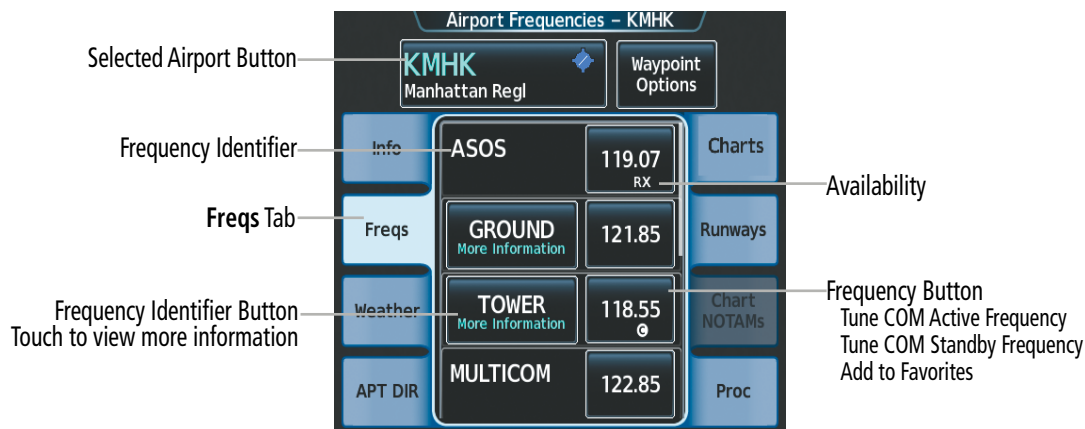 Airport Frequencies – KMHK
Selected Airport Button
KMHK
Manhattan Regl
Waypoint
Options
Frequency Identifier
Info
ASOS
119.07
RX
Charts
Availability
Freqs Tab
Freqs
GROUND
More Information
121.85
Runways
Frequency Identifier Button
Touch to view more information
Weather
TOWER
More Information
118.55
C
Chart
NOTAMs
Frequency Button
Tune COM Active Frequency
Tune COM Standby Frequency
Add to Favorites
APT DIR
MULTICOM
122.85
Proc